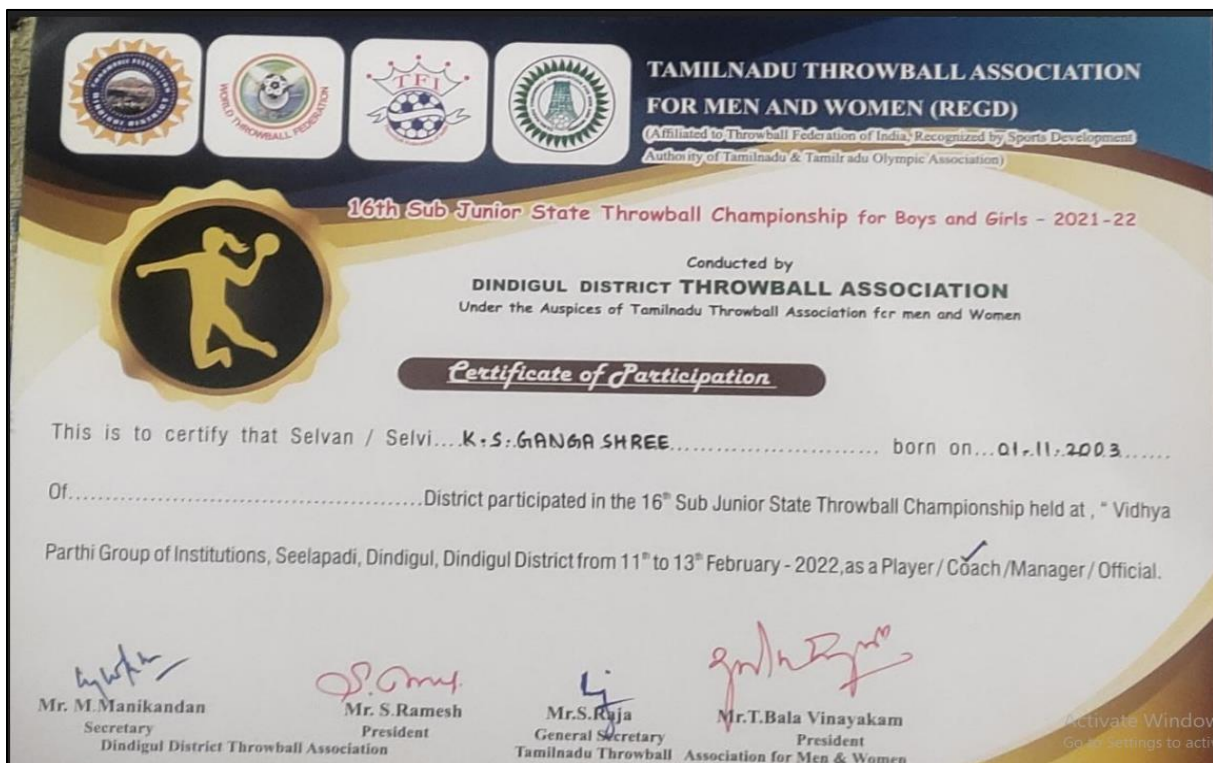 WORLD THROWBALL FEDERATION
TFI
TAMILNADU THROWBALL ASSOCIATION
FOR MEN AND WOMEN (REGD)
(Affiliated to Throwball Federation of India, Recognized by Sports Development
Authority of Tamilnadu & Tamilradu Olympic Association)
16th Sub Junior State Throwball Championship for Boys and Girls - 2021-22
Conducted by
DINDIGUL DISTRICT THROWBALL ASSOCIATION
Under the Auspices of Tamilnadu Throwball Association for men and Women
Certificate of Participation
This is to certify that Selvan / Selvi....K.S.GANGA SHREE............................ born on...01.11.2003......
Of....................................................District participated in the 16th Sub Junior State Throwball Championship held at , " Vidhya
Parthi Group of Institutions, Seelapadi, Dindigul, Dindigul District from 11th to 13th February - 2022,as a Player / Coach /Manager / Official.
Mr. M.Manikandan
Secretary
Mr. S.Ramesh
President
Dindigul District Throwball Association
Mr.S.Raja
General Secretary
Mr.T.Bala Vinayakam
President
Tamilnadu Throwball Association for Men & Women
Activate Window
Go to Settings to acti